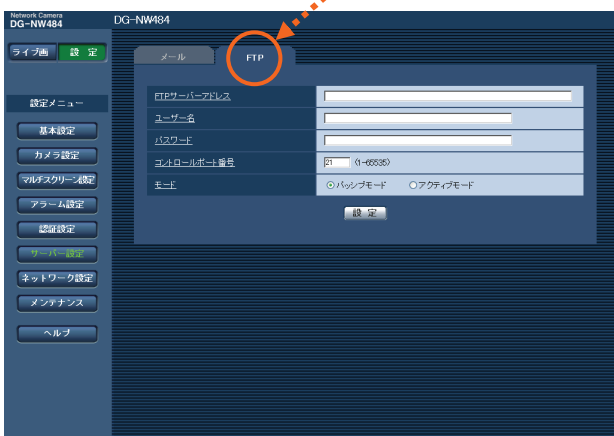 Network Camera
DG-NW484
DG-NW484
ライブ画
設 定
メール
FTP
設定メニュー
基本設定
カメラ設定
マルチスクリーン設定
アラーム設定
認証設定
サーバー設定
ネットワーク設定
メンテナンス
ヘルプ
FTPサーバーアドレス
ユーザー名
パスワード
コントロールポート番号
21 (1-65535)
モード
パッシブモード アクティブモード
設 定